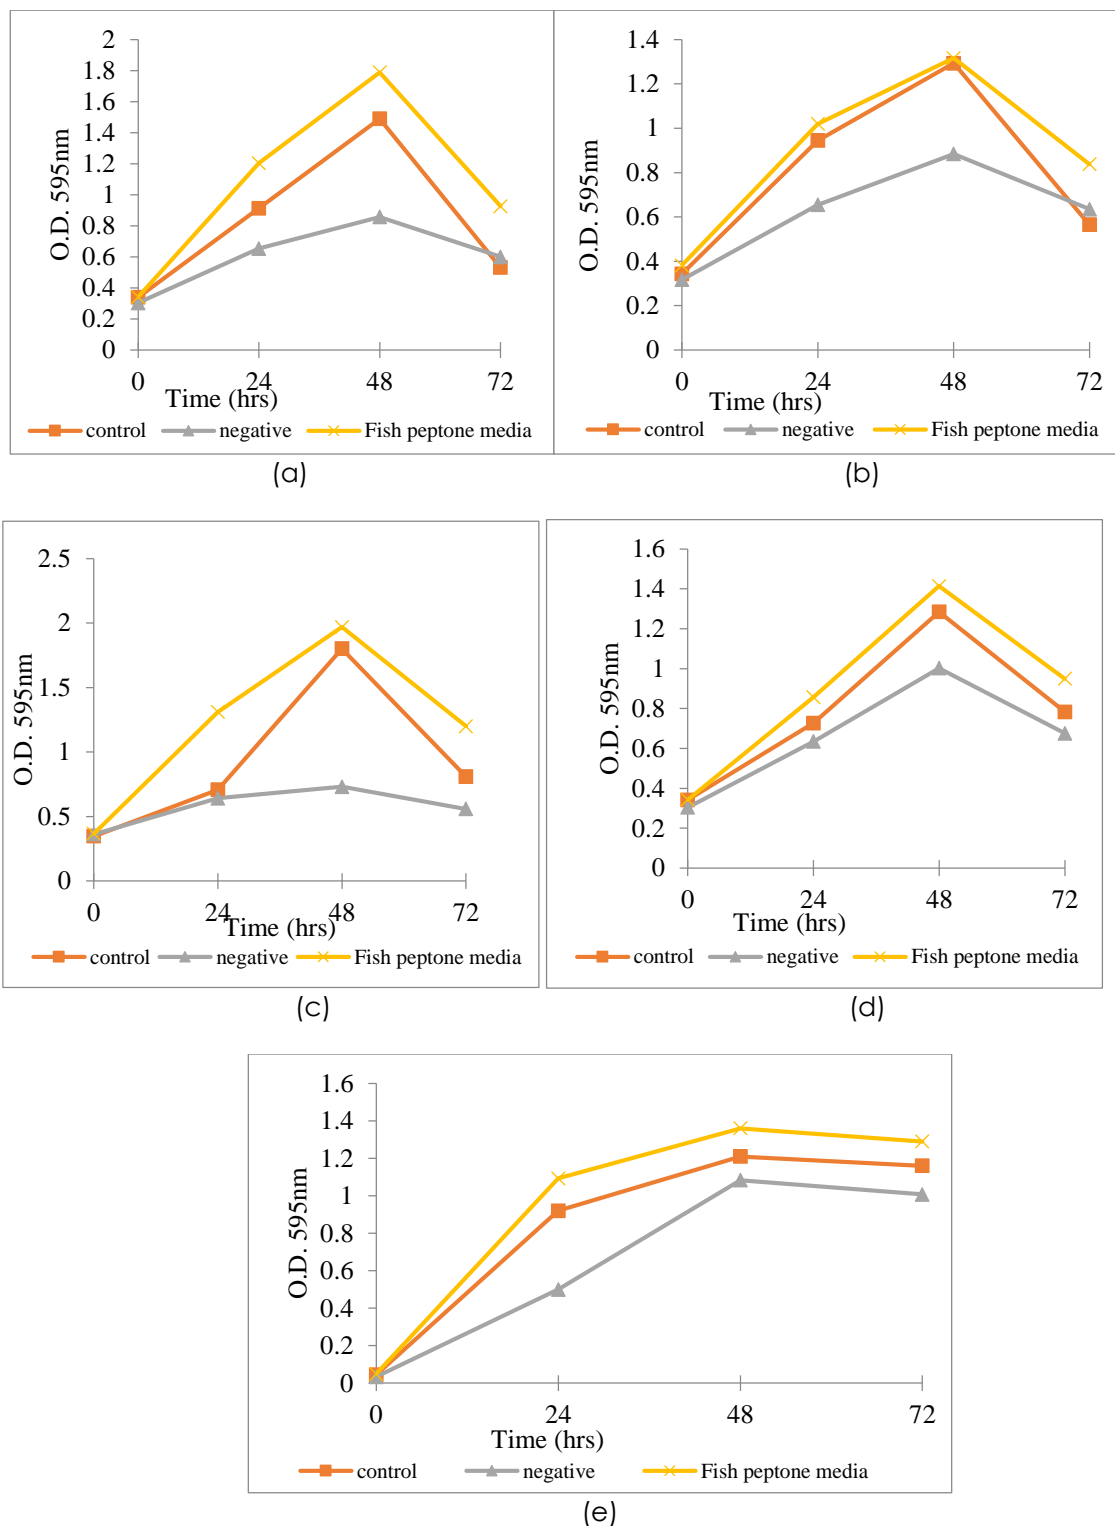 2
1.8
1.6
1.4
1.2
1
0.8
0.6
0.4
0.2
0
O.D. 595nm
0 24 48 72
Time (hrs)
control negative Fish peptone media
(a)
1.4
1.2
1
0.8
0.6
0.4
0.2
0
O.D. 595nm
0 24 48 72
Time (hrs)
control negative Fish peptone media
(b)
2.5
2
1.5
1
0.5
0
O.D. 595nm
0 24 48 72
Time (hrs)
control negative Fish peptone media
(c)
1.6
1.4
1.2
1
0.8
0.6
0.4
0.2
0
O.D. 595nm
0 24 48 72
Time (hrs)
control negative Fish peptone media
(d)
1.6
1.4
1.2
1
0.8
0.6
0.4
0.2
0
O.D. 595nm
0 24 48 72
Time (hrs)
control negative Fish peptone media
(e)